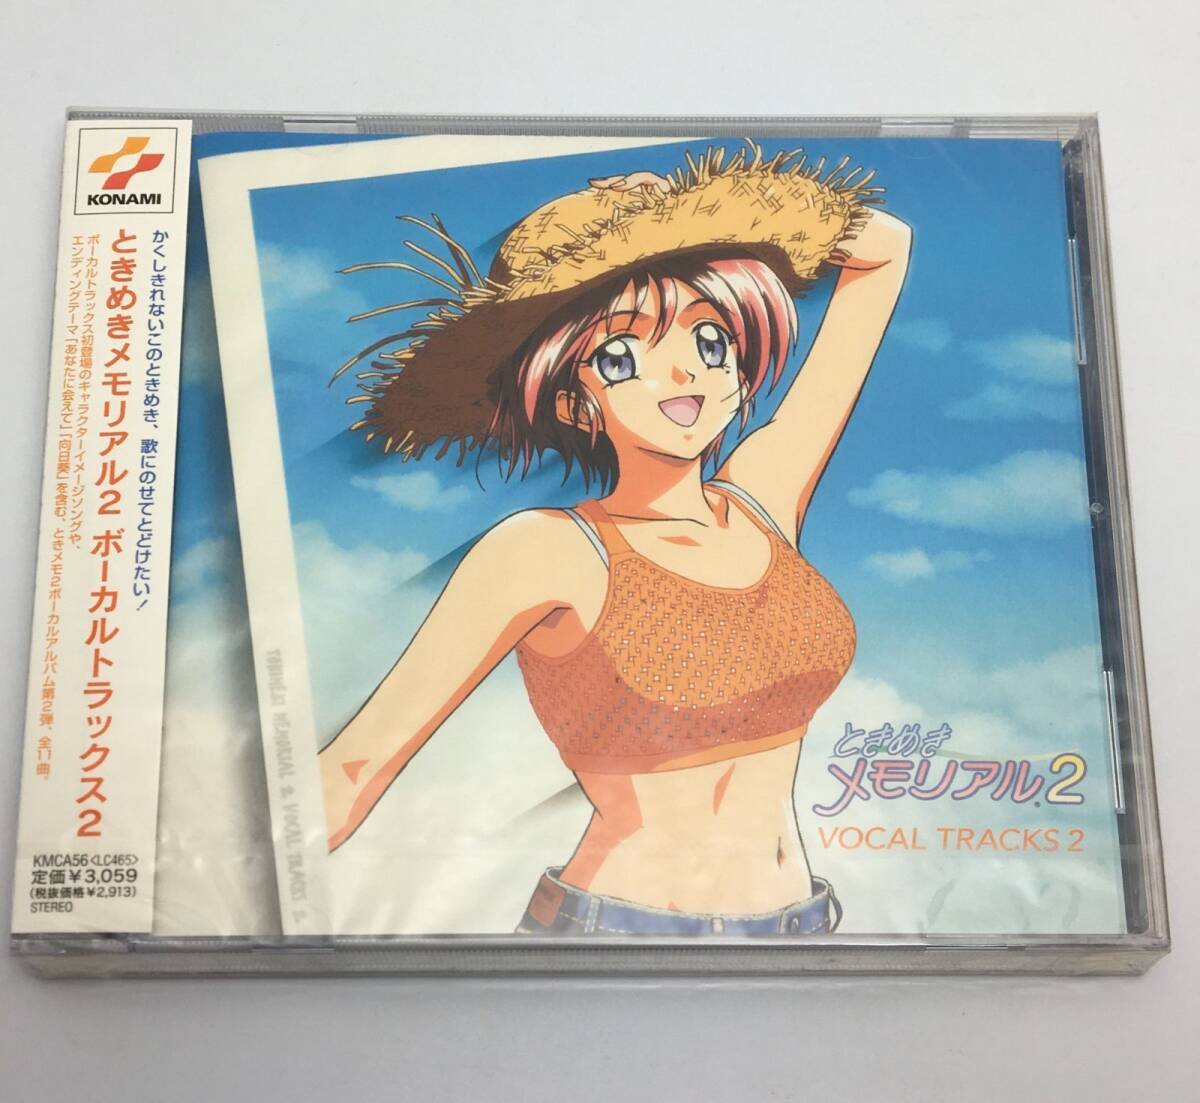 KONAMI
かくしきれないこのときめき、歌にのせてとどけたい!
ときめきメモリアル2 ボーカルトラックス2
ボーカルトラックス初登場のキャラクターイメージソングや、
エンディングテーマ「あなたに会えて」「向日葵」を含む、ときメモ2ボーカルアルバム第2弾。全11曲。
KMCA56<LC465>
定価¥3,059
(税抜価格¥2,913)
STEREO
TOKIMEKI MEMORIAL 2 VOCAL TRACKS 2
ときめき
メモリアル2
VOCAL TRACKS 2